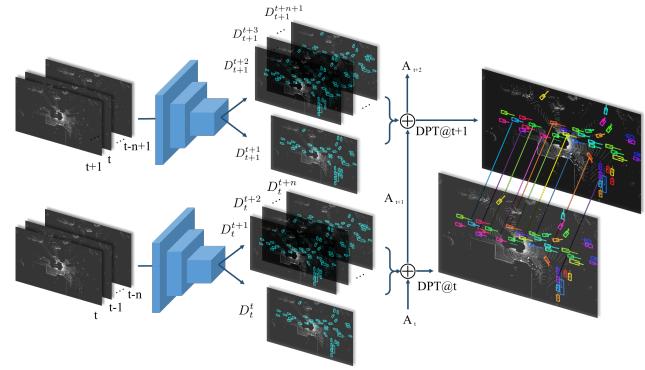 D_{t+1}^{t+n+1}
...
D_{t+1}^{t+3}
D_{t+1}^{t+2}
...
t+1 t ... t-n+1
D_{t+1}^{t+1}
A_{t+2}
DPT@t+1
D_t^{t+n}
...
D_t^{t+2}
D_t^{t+1}
...
A_{t+1}
t t-1 ... t-n
D_t^t
DPT@t
A_t